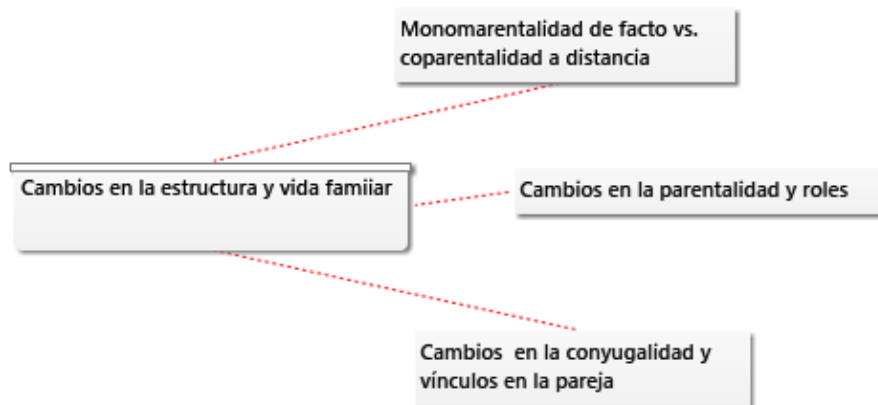 Monomarentalidad de facto vs.
coparentalidad a distancia
Cambios en la estructura y vida famiiar
Cambios en la parentalidad y roles
Cambios en la conyugalidad y
vínculos en la pareja